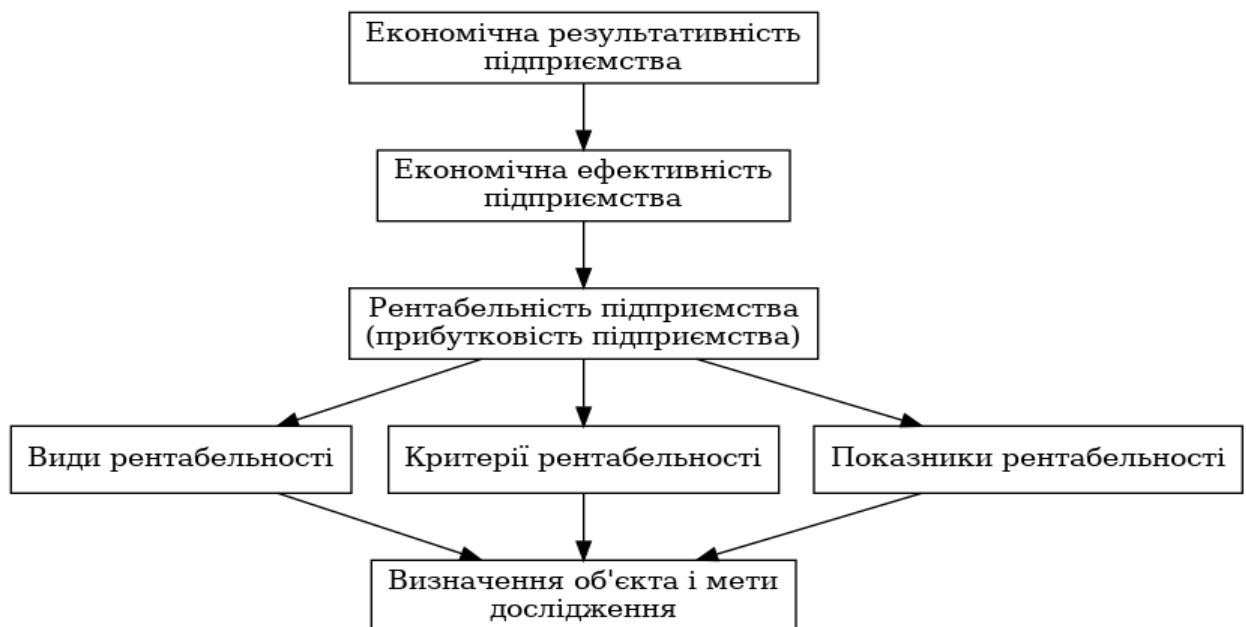 Економічна результативність
підприємства
Економічна ефективність
підприємства
Рентабельність підприємства
(прибутковість підприємства)
Види рентабельності
Критерії рентабельності
Показники рентабельності
Визначення об'єкта і мети
дослідження